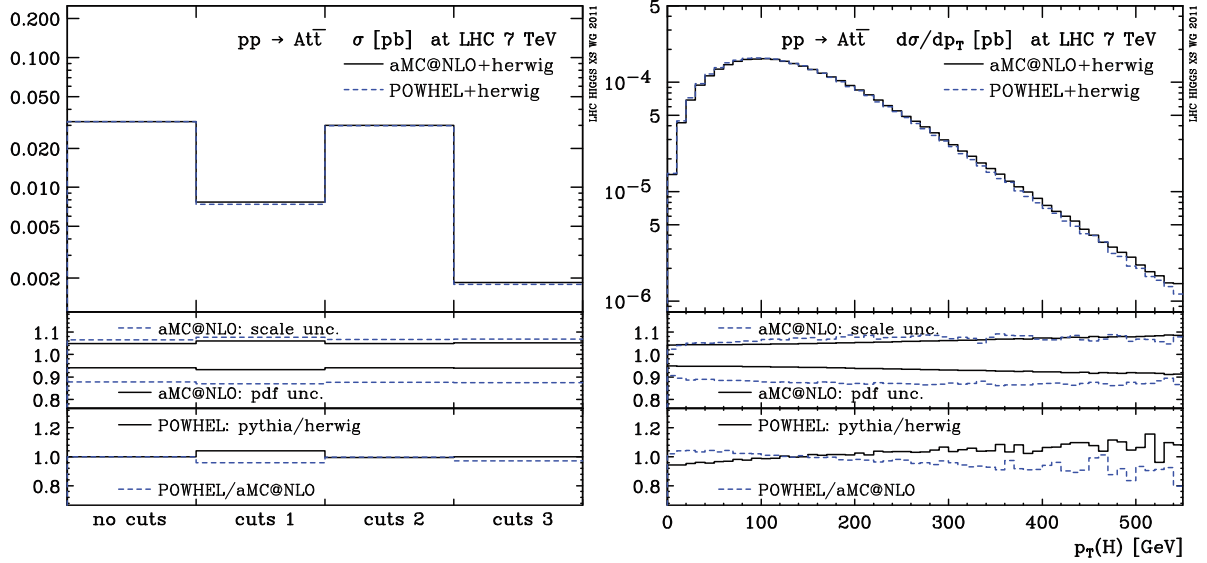 pp → At̅t̅ σ [pb] at LHC 7 TeV
aMC@NLO+herwig
POWHEL+herwig
0.200
0.100
0.050
0.020
0.010
0.005
0.002
LHC HIGGS XS WG 2011
aMC@NLO: scale unc.
aMC@NLO: pdf unc.
1.1
1.0
0.9
0.8
POWHEL: pythia/herwig
POWHEL/aMC@NLO
1.2
1.0
0.8
no cuts cuts 1 cuts 2 cuts 3
pp → Att̅ dσ/dp_T [pb] at LHC 7 TeV
aMC@NLO+herwig
POWHEL+herwig
5
10⁻⁴
5
10⁻⁵
5
10⁻⁶
LHC HIGGS XS WG 2011
aMC@NLO: scale unc.
aMC@NLO: pdf unc.
1.1
1.0
0.9
0.8
POWHEL: pythia/herwig
POWHEL/aMC@NLO
1.2
1.0
0.8
0 100 200 300 400 500
p_T(H) [GeV]